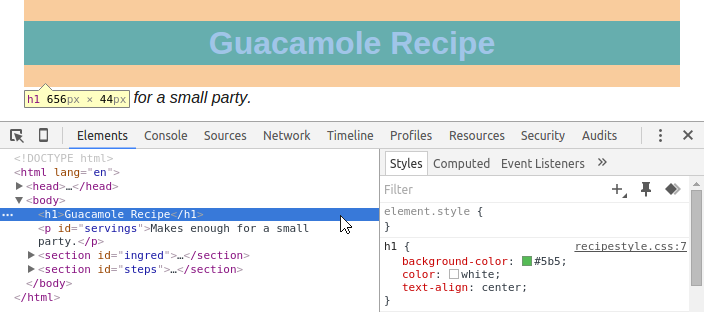 Guacamole Recipe
h1 656px × 44px for a small party.
Elements Console Sources Network Timeline Profiles Resources Security Audits
<!DOCTYPE html>
<html lang="en">
<head>…</head>
<body>
<h1>Guacamole Recipe</h1>
<p id="servings">Makes enough for a small
party.</p>
<section id="ingred">…</section>
<section id="steps">…</section>
</body>
</html>
Styles Computed Event Listeners »
Filter
element.style {
}
h1 { recipestyle.css:7
background-color: #5b5;
color: white;
text-align: center;
}